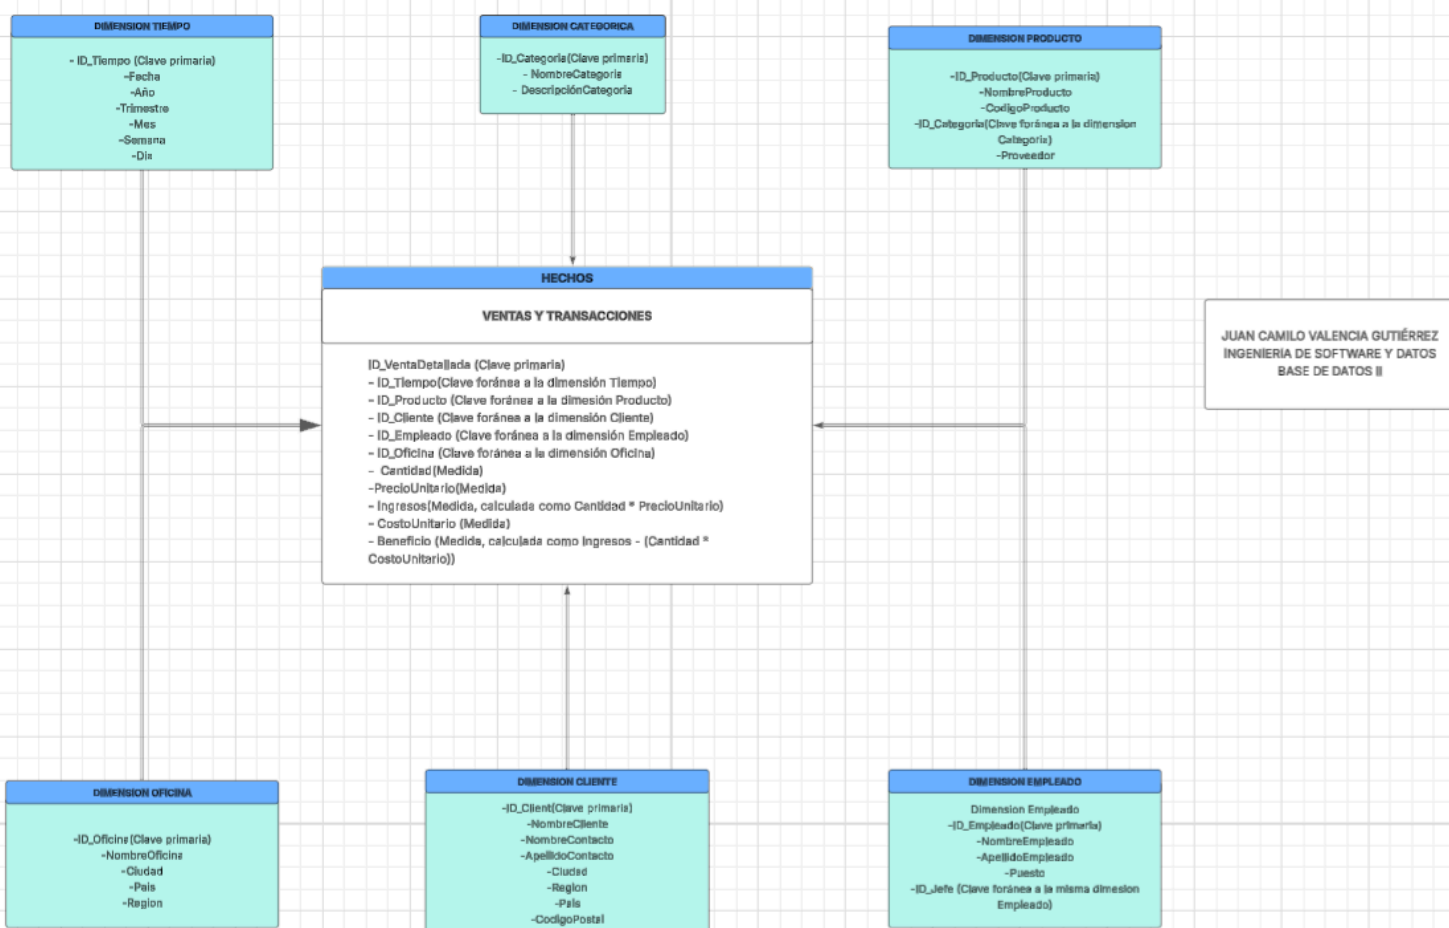 DIMENSION TIEMPO
- ID_Tiempo (Clave primaria)
-Fecha
-Año
-Trimestre
-Mes
-Semana
-Dia
DIMENSION CATEGORICA
-ID_Categoria(Clave primaria)
- NombreCategoria
- DescripciónCategoria
DIMENSION PRODUCTO
-ID_Producto(Clave primaria)
-NombreProducto
-CodigoProducto
-ID_Categoria(Clave foránea a la dimension
Categoria)
-Proveedor
HECHOS
VENTAS Y TRANSACCIONES
ID_VentaDetallada (Clave primaria)
- ID_Tiempo(Clave foránea a la dimensión Tiempo)
- ID_Producto (Clave foránea a la dimesión Producto)
- ID_Cliente (Clave foránea a la dimensión Cliente)
- ID_Empleado (Clave foránea a la dimensión Empleado)
- ID_Oficina (Clave foránea a la dimensión Oficina)
- Cantidad(Medida)
-PrecioUnitario(Medida)
- Ingresos(Medida, calculada como Cantidad * PrecioUnitario)
- CostoUnitario (Medida)
- Beneficio (Medida, calculada como Ingresos - (Cantidad *
CostoUnitario))
JUAN CAMILO VALENCIA GUTIÉRREZ
INGENIERIA DE SOFTWARE Y DATOS
BASE DE DATOS II
DIMENSION OFICINA
-ID_Oficina(Clave primaria)
-NombreOficina
-Ciudad
-Pais
-Region
DIMENSION CLIENTE
-ID_Client(Clave primaria)
-NombreCliente
-NombreContacto
-ApellidoContacto
-Ciudad
-Region
-Pais
-CodigoPostal
DIMENSION EMPLEADO
Dimension Empleado
-ID_Empleado(Clave primaria)
-NombreEmpleado
-ApellidoEmpleado
-Puesto
-ID_Jefe (Clave foránea a la misma dimesion
Empleado)